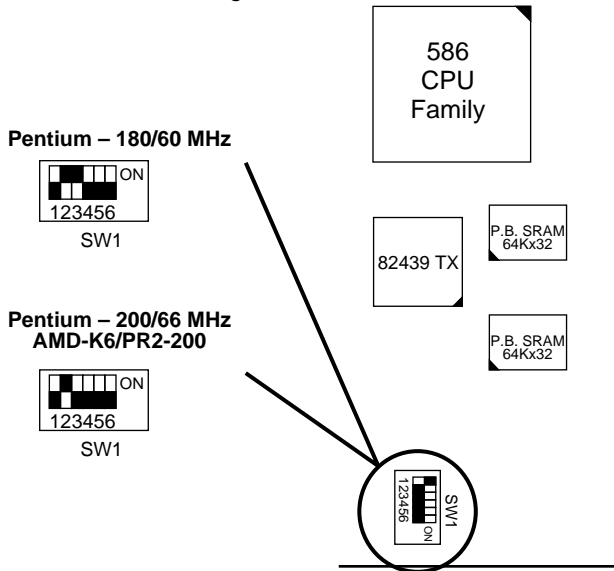 586
CPU
Family
Pentium – 180/60 MHz
ON
123456
SW1
82439 TX
P.B. SRAM
64Kx32
Pentium – 200/66 MHz
AMD-K6/PR2-200
ON
123456
SW1
P.B. SRAM
64Kx32
123456
ON
SW1